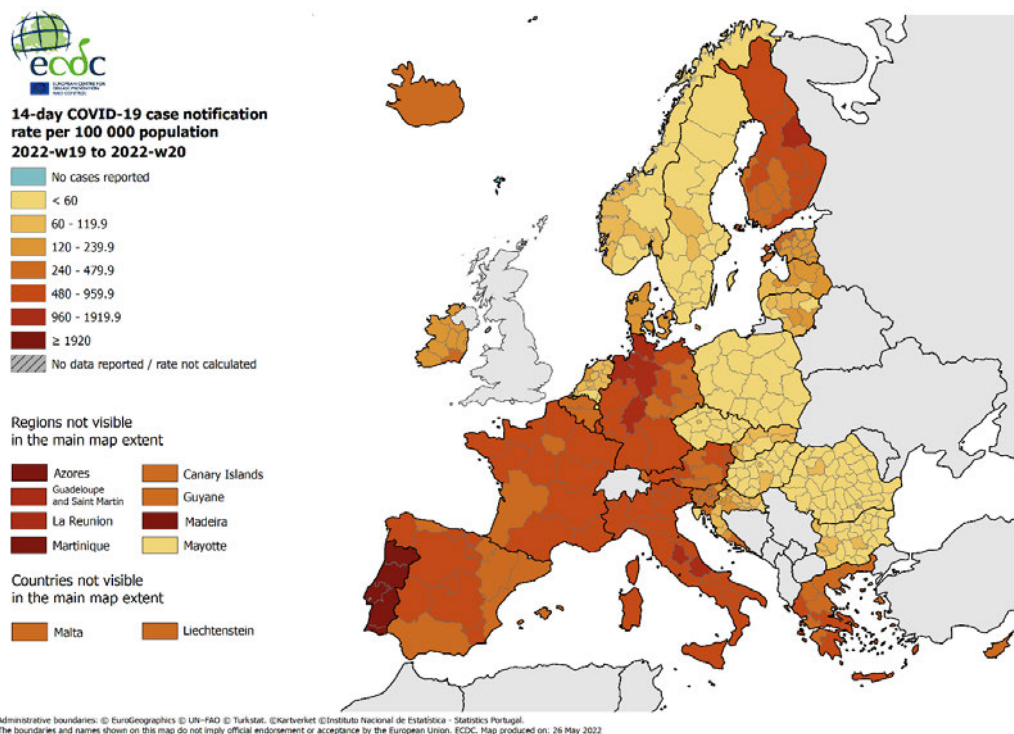 ecdc
EUROPEAN CENTRE FOR
DISEASE PREVENTION
AND CONTROL
14-day COVID-19 case notification
rate per 100 000 population
2022-w19 to 2022-w20
No cases reported
< 60
60 - 119.9
120 - 239.9
240 - 479.9
480 - 959.9
960 - 1919.9
≥ 1920
No data reported / rate not calculated
Regions not visible
in the main map extent
Azores
Canary Islands
Guadeloupe
and Saint Martin
Guyane
La Reunion
Madeira
Martinique
Mayotte
Countries not visible
in the main map extent
Malta
Liechtenstein
Administrative boundaries: © EuroGeographics © UN-FAO © Turkstat. ©Kartverket ©Instituto Nacional de Estatística - Statistics Portugal.
The boundaries and names shown on this map do not imply official endorsement or acceptance by the European Union. ECDC. Map produced on: 26 May 2022